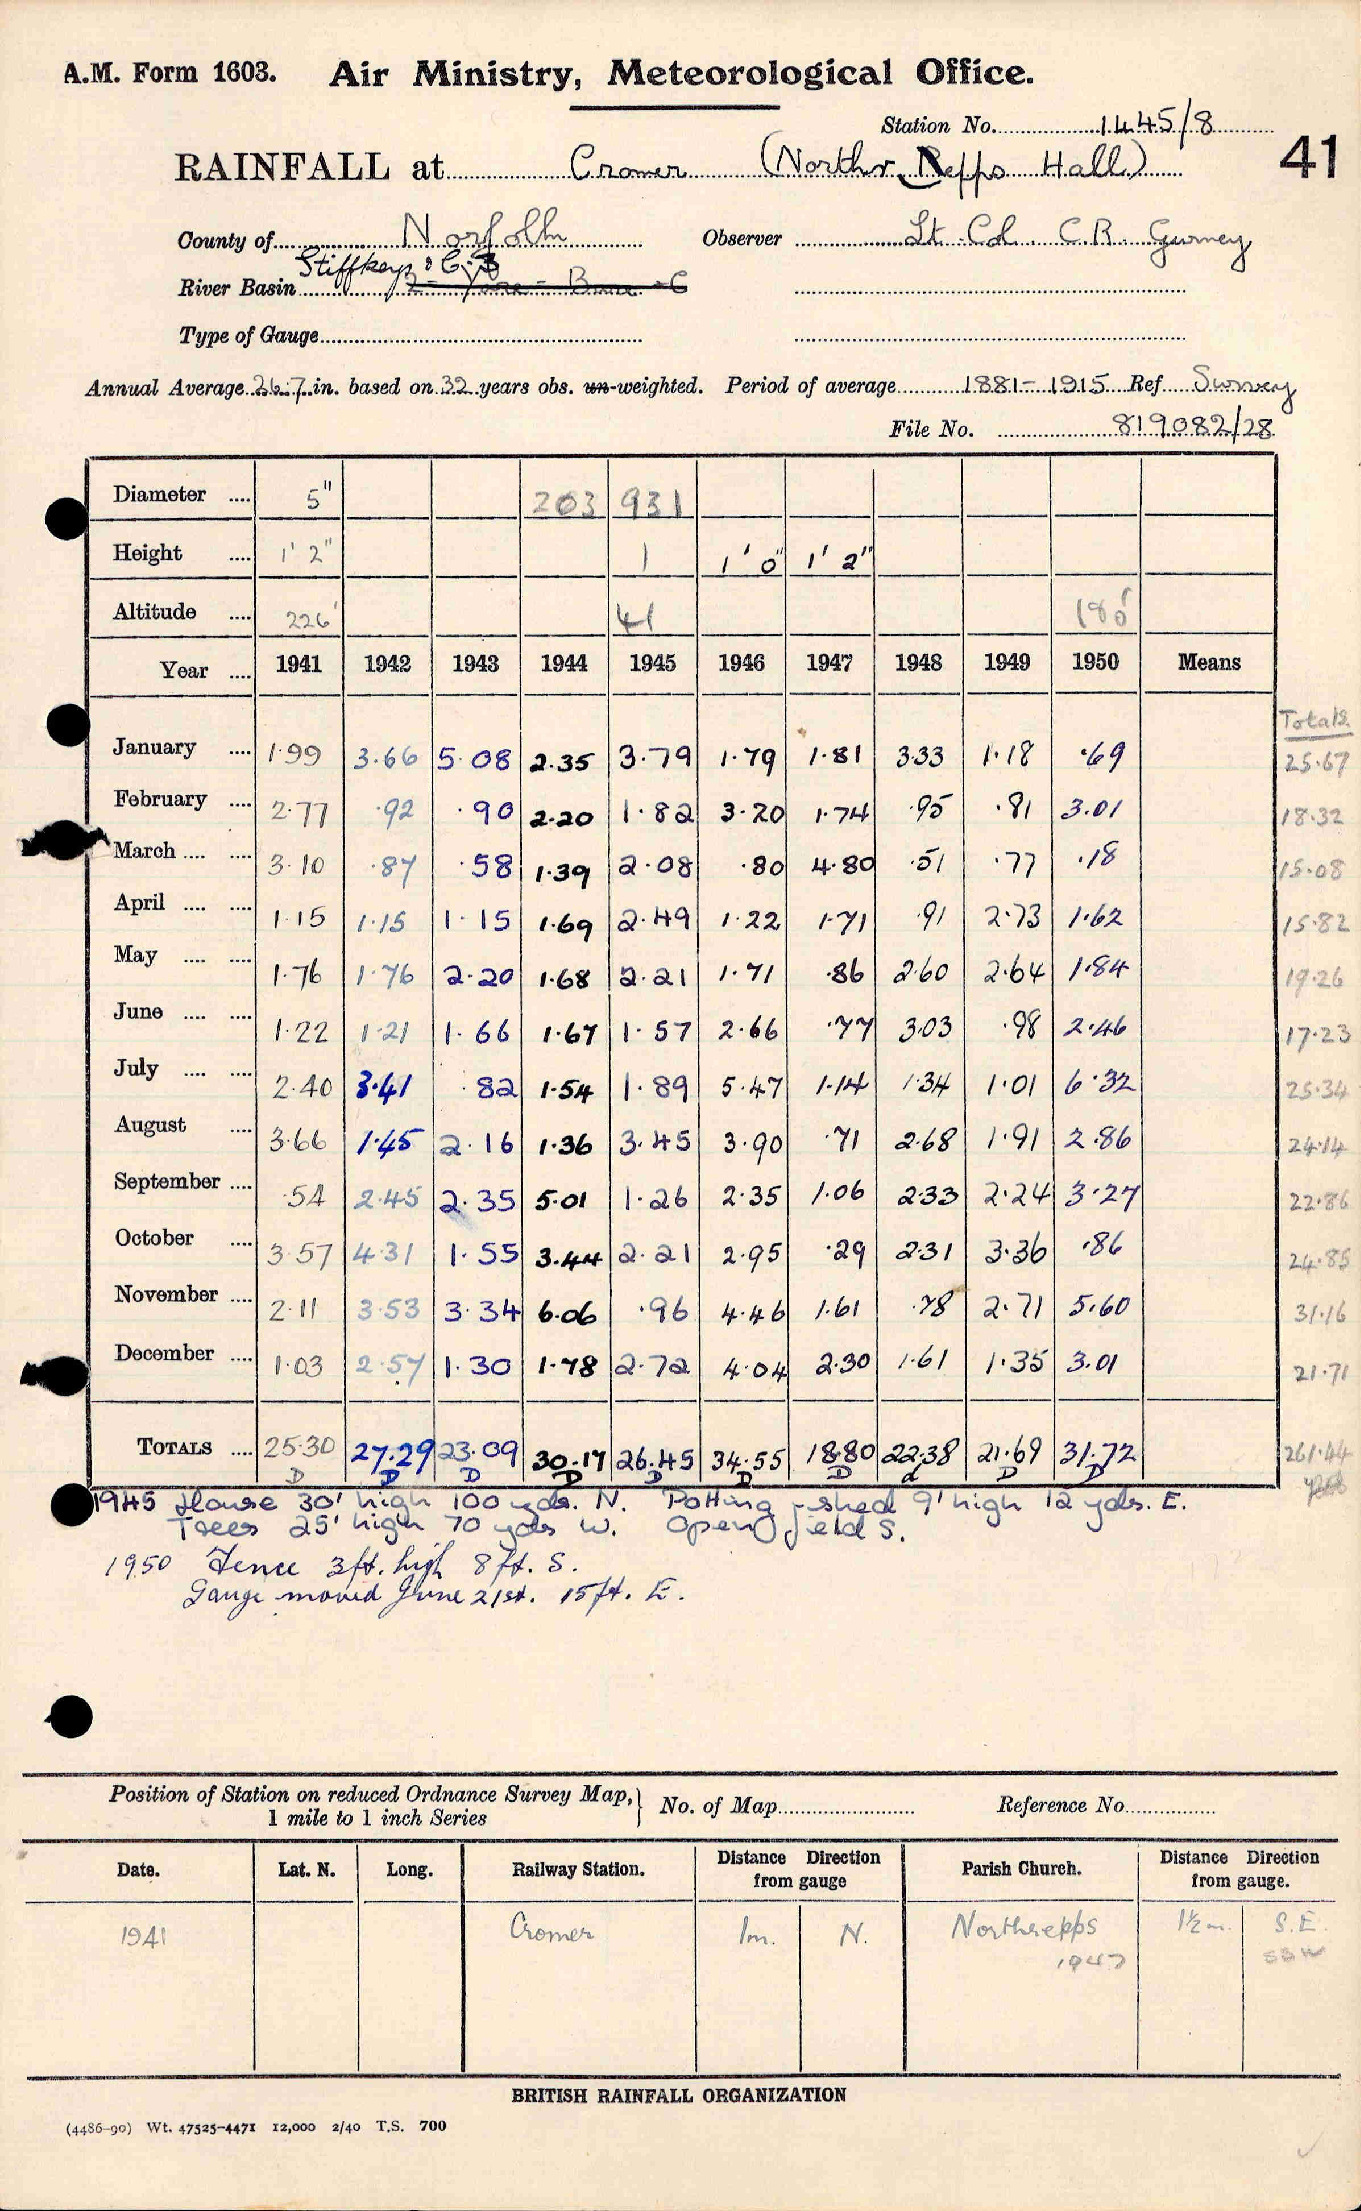 A.M. Form 1603. Air Ministry, Meteorological Office.
Station No. 1445/8
RAINFALL at Cromer (North Repps Hall) 41
County of Norfolk Observer Lt. Col. C.R. Gurney
Stiffkey
River Basin
Type of Gauge
Annual Average 26.7 in. based on 32 years obs. un-weighted. Period of average 1881-1915 Ref Survey
File No. 819082/28
Diameter .... 5" 203 931
Height .... 1' 2" 1 1' 0" 1' 2"
Altitude .... 226' 41 180'
Year .... 1941 1942 1943 1944 1945 1946 1947 1948 1949 1950 Means
Totals.
January .... 1.99 3.66 5.08 2.35 3.79 1.79 1.81 3.33 1.18 .69 25.67
February .... 2.77 .92 .90 2.20 1.82 3.20 1.74 .95 .81 3.01 18.32
March .... .... 3.10 .87 .58 1.39 2.08 .80 4.80 .51 .77 .18 15.08
April .... .... 1.15 1.15 1.15 1.69 2.49 1.22 1.71 .91 2.73 1.62 15.82
May .... .... 1.76 1.76 2.20 1.68 2.21 1.71 .86 2.60 2.64 1.84 19.26
June .... .... 1.22 1.21 1.66 1.67 1.57 2.66 .77 3.03 .98 2.46 17.23
July .... .... 2.40 3.41 .82 1.54 1.89 5.47 1.14 1.34 1.01 6.32 25.34
August .... 3.66 1.45 2.16 1.36 3.45 3.90 .71 2.68 1.91 2.86 24.14
September .... .54 2.45 2.35 5.01 1.26 2.35 1.06 2.33 2.24 3.27 22.86
October .... 3.57 4.31 1.55 3.44 2.21 2.95 .29 2.31 3.36 .86 24.85
November .... 2.11 3.53 3.34 6.06 .96 4.46 1.61 .78 2.71 5.60 31.16
December .... 1.03 2.57 1.30 1.78 2.72 4.04 2.30 1.61 1.35 3.01 21.71
TOTALS .... 25.30 27.29 23.09 30.17 26.45 34.55 18.80 22.38 21.69 31.72 261.44
D D D D D D D d D D
1945 House 30' high 100 yds. N. Potting-shed 9' high 12 yds. E.
Trees 25' high 70 yds W. Open field S.
1950 Fence 3ft. high 8 ft. S.
Gauge moved June 21st. 15 ft. E.
Position of Station on reduced Ordnance Survey Map, 1 mile to 1 inch Series No. of Map Reference No.
Date. Lat. N. Long. Railway Station. Distance Direction from gauge Parish Church. Distance Direction from gauge.
1941 Cromer 1m. N. Northrepps 1½ m. S.E.
1947 SSW
BRITISH RAINFALL ORGANIZATION
(4486-90) Wt. 47525-4471 12,000 2/40 T.S. 700